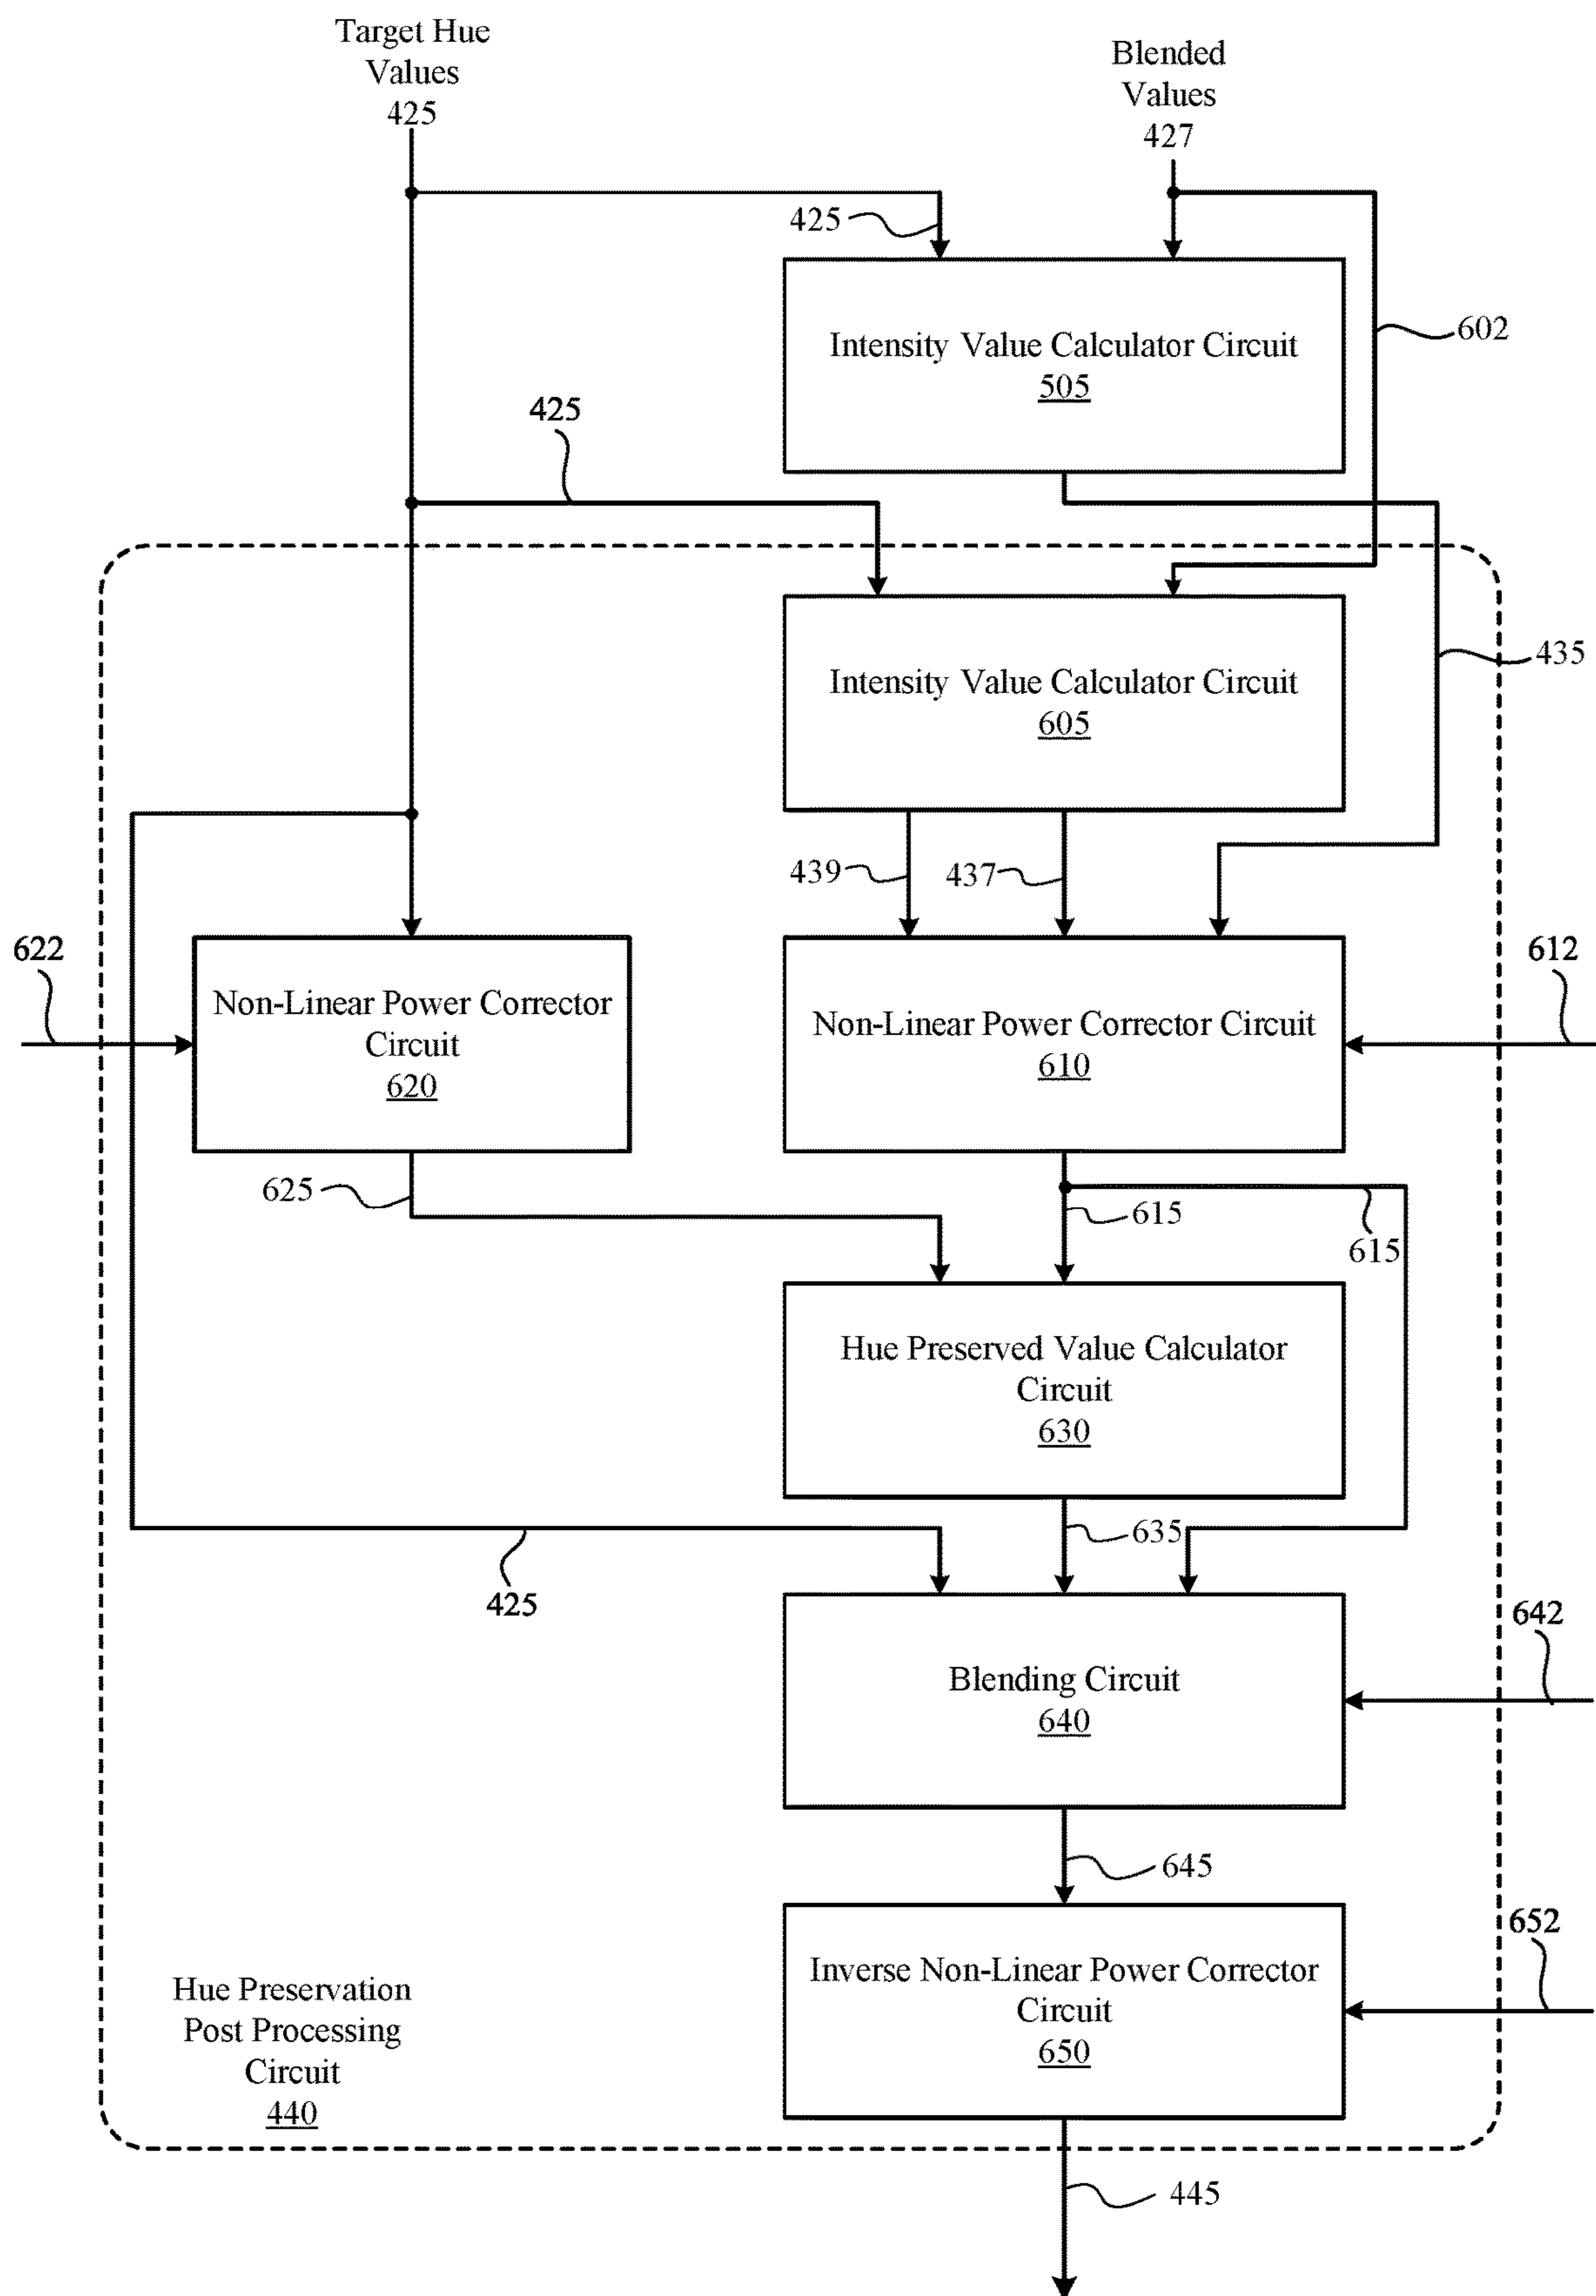 Target Hue
Values
425
Blended
Values
427
425
602
Intensity Value Calculator Circuit
505
425
435
Intensity Value Calculator Circuit
605
439
437
622
612
Non-Linear Power Corrector
Circuit
620
Non-Linear Power Corrector Circuit
610
625
615
615
Hue Preserved Value Calculator
Circuit
630
635
425
642
Blending Circuit
640
645
652
Inverse Non-Linear Power Corrector
Circuit
650
Hue Preservation
Post Processing
Circuit
440
445